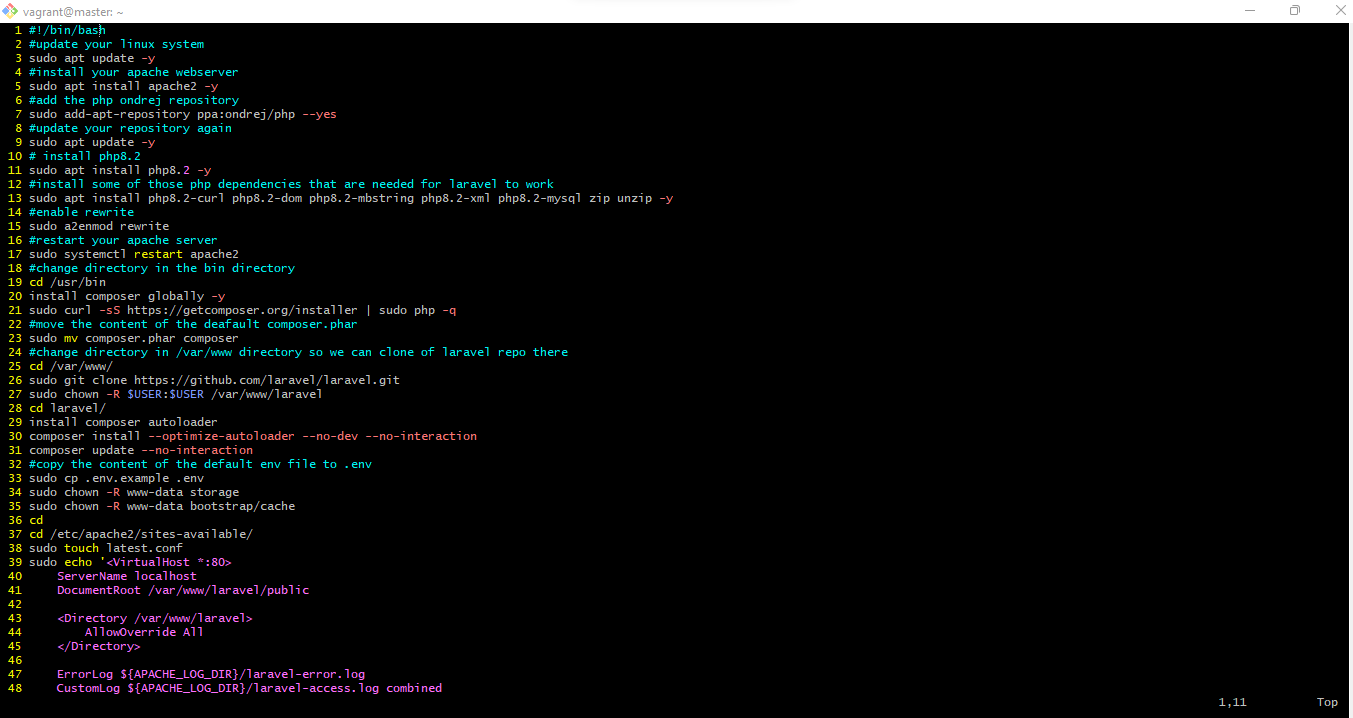 vagrant@master: ~
1 #!/bin/bash
2 #update your linux system
3 sudo apt update -y
4 #install your apache webserver
5 sudo apt install apache2 -y
6 #add the php ondrej repository
7 sudo add-apt-repository ppa:ondrej/php --yes
8 #update your repository again
9 sudo apt update -y
10 # install php8.2
11 sudo apt install php8.2 -y
12 #install some of those php dependencies that are needed for laravel to work
13 sudo apt install php8.2-curl php8.2-dom php8.2-mbstring php8.2-xml php8.2-mysql zip unzip -y
14 #enable rewrite
15 sudo a2enmod rewrite
16 #restart your apache server
17 sudo systemctl restart apache2
18 #change directory in the bin directory
19 cd /usr/bin
20 install composer globally -y
21 sudo curl -sS https://getcomposer.org/installer | sudo php -q
22 #move the content of the deafault composer.phar
23 sudo mv composer.phar composer
24 #change directory in /var/www directory so we can clone of laravel repo there
25 cd /var/www/
26 sudo git clone https://github.com/laravel/laravel.git
27 sudo chown -R $USER:$USER /var/www/laravel
28 cd laravel/
29 install composer autoloader
30 composer install --optimize-autoloader --no-dev --no-interaction
31 composer update --no-interaction
32 #copy the content of the default env file to .env
33 sudo cp .env.example .env
34 sudo chown -R www-data storage
35 sudo chown -R www-data bootstrap/cache
36 cd
37 cd /etc/apache2/sites-available/
38 sudo touch latest.conf
39 sudo echo '<VirtualHost *:80>
40     ServerName localhost
41     DocumentRoot /var/www/laravel/public
42
43     <Directory /var/www/laravel>
44         AllowOverride All
45     </Directory>
46
47     ErrorLog ${APACHE_LOG_DIR}/laravel-error.log
48     CustomLog ${APACHE_LOG_DIR}/laravel-access.log combined
1,11 Top